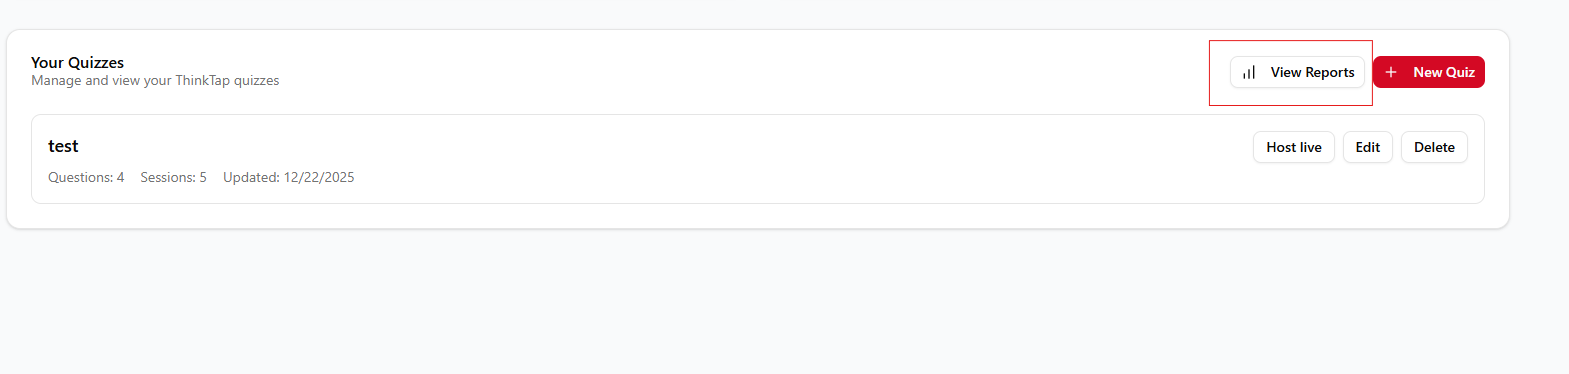 Your Quizzes
Manage and view your ThinkTap quizzes
View Reports
+ New Quiz
test
Questions: 4 Sessions: 5 Updated: 12/22/2025
Host live
Edit
Delete